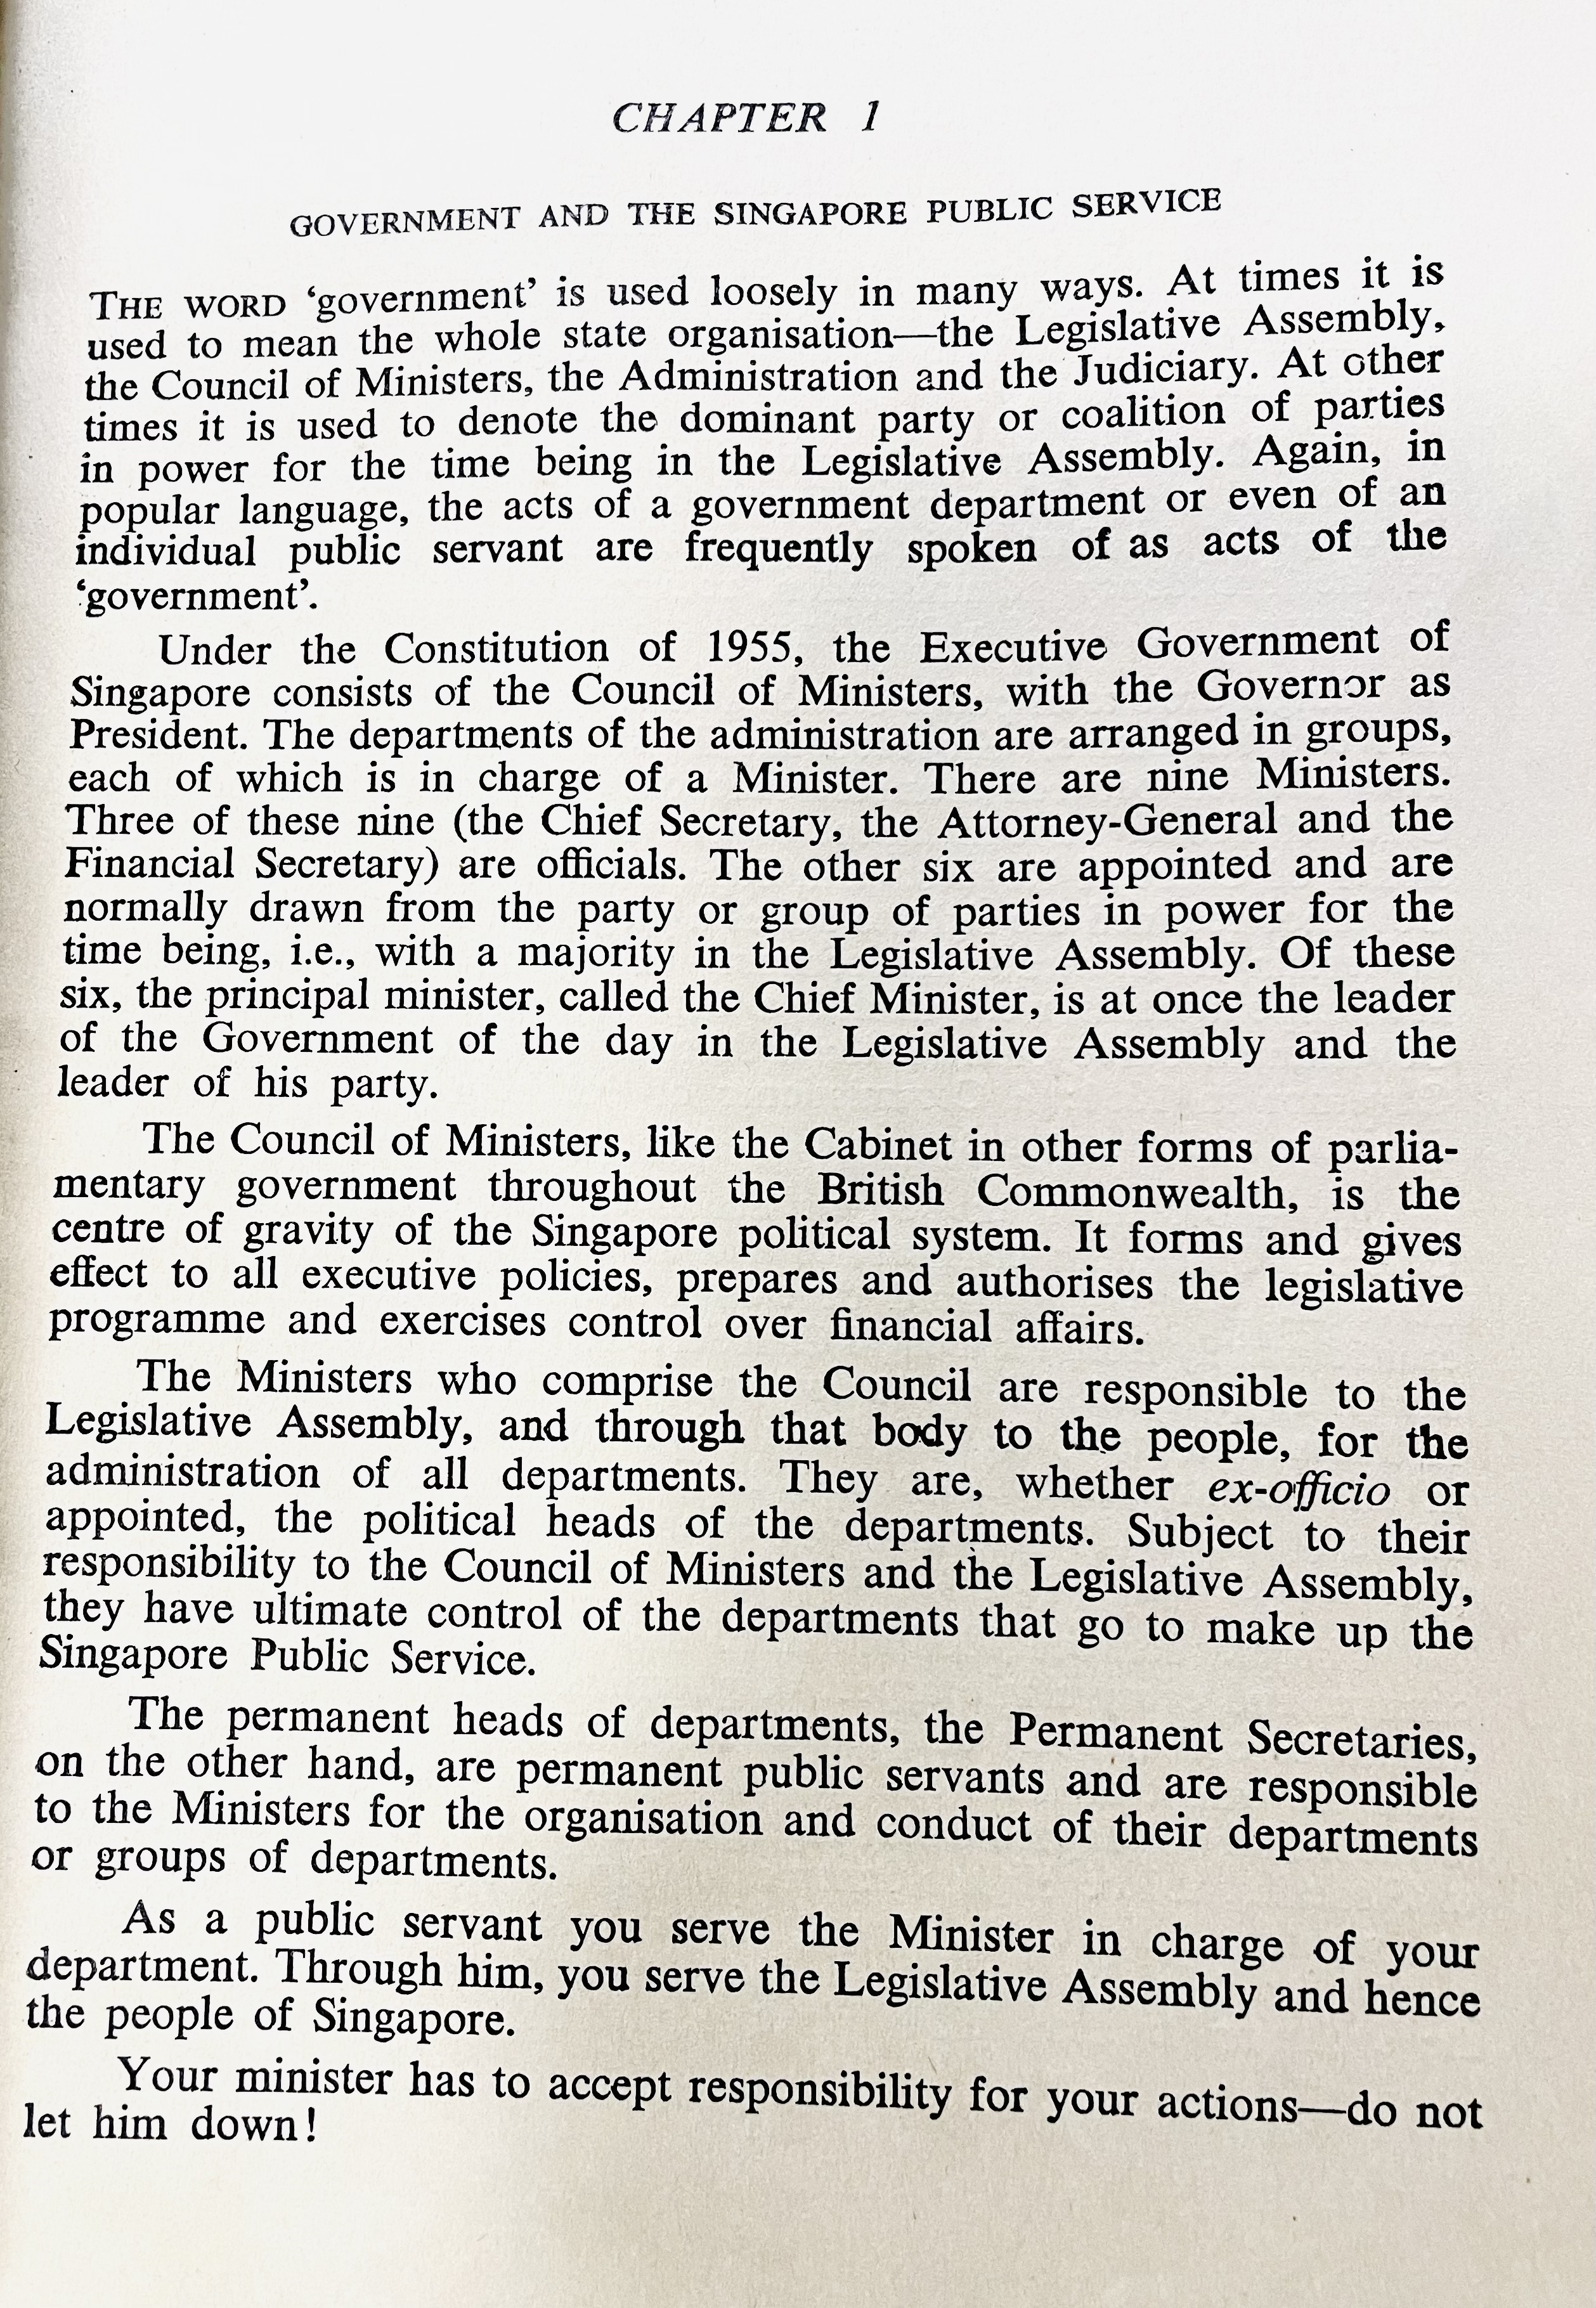 CHAPTER 1
GOVERNMENT AND THE SINGAPORE PUBLIC SERVICE
THE WORD ‘government’ is used loosely in many ways. At times it is
used to mean the whole state organisation—the Legislative Assembly,
the Council of Ministers, the Administration and the Judiciary. At other
times it is used to denote the dominant party or coalition of parties
in power for the time being in the Legislative Assembly. Again, in
popular language, the acts of a government department or even of an
individual public servant are frequently spoken of as acts of the
‘government’.
Under the Constitution of 1955, the Executive Government of
Singapore consists of the Council of Ministers, with the Governor as
President. The departments of the administration are arranged in groups,
each of which is in charge of a Minister. There are nine Ministers.
Three of these nine (the Chief Secretary, the Attorney-General and the
Financial Secretary) are officials. The other six are appointed and are
normally drawn from the party or group of parties in power for the
time being, i.e., with a majority in the Legislative Assembly. Of these
six, the principal minister, called the Chief Minister, is at once the leader
of the Government of the day in the Legislative Assembly and the
leader of his party.
The Council of Ministers, like the Cabinet in other forms of parlia-
mentary government throughout the British Commonwealth, is the
centre of gravity of the Singapore political system. It forms and gives
effect to all executive policies, prepares and authorises the legislative
programme and exercises control over financial affairs.
The Ministers who comprise the Council are responsible to the
Legislative Assembly, and through that body to the people, for the
administration of all departments. They are, whether ex-officio or
appointed, the political heads of the departments. Subject to their
responsibility to the Council of Ministers and the Legislative Assembly,
they have ultimate control of the departments that go to make up the
Singapore Public Service.
The permanent heads of departments, the Permanent Secretaries,
on the other hand, are permanent public servants and are responsible
to the Ministers for the organisation and conduct of their departments
or groups of departments.
As a public servant you serve the Minister in charge of your
department. Through him, you serve the Legislative Assembly and hence
the people of Singapore.
Your minister has to accept responsibility for your actions—do not
let him down!